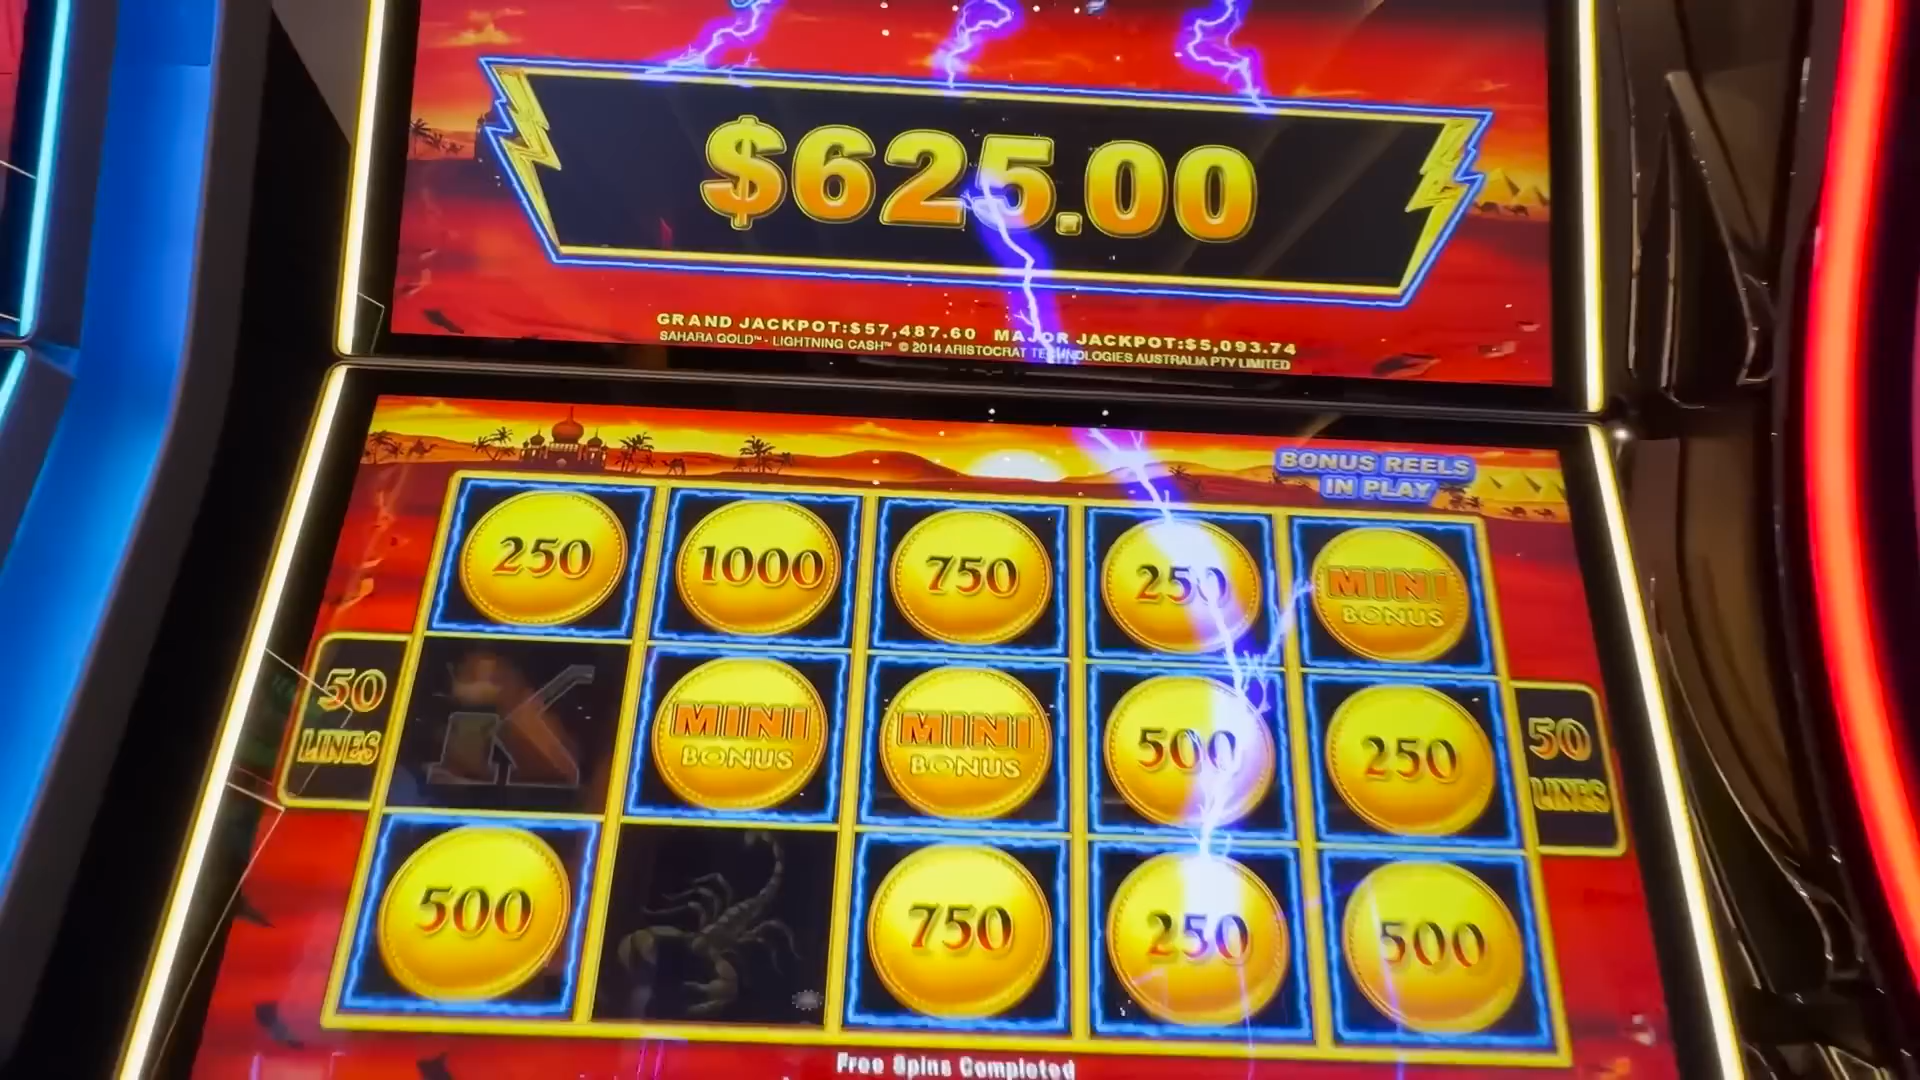 $625.00
GRAND JACKPOT:$57,487.60 MAJOR JACKPOT:$5,093.74
SAHARA GOLD™ - LIGHTNING CASH™ © 2014 ARISTOCRAT TECHNOLOGIES AUSTRALIA PTY LIMITED
BONUS REELS
IN PLAY
250 1000 750 250 MINI BONUS
50 LINES
K MINI BONUS MINI BONUS 500 250
50 LINES
500 750 250 500
Free Spins Completed